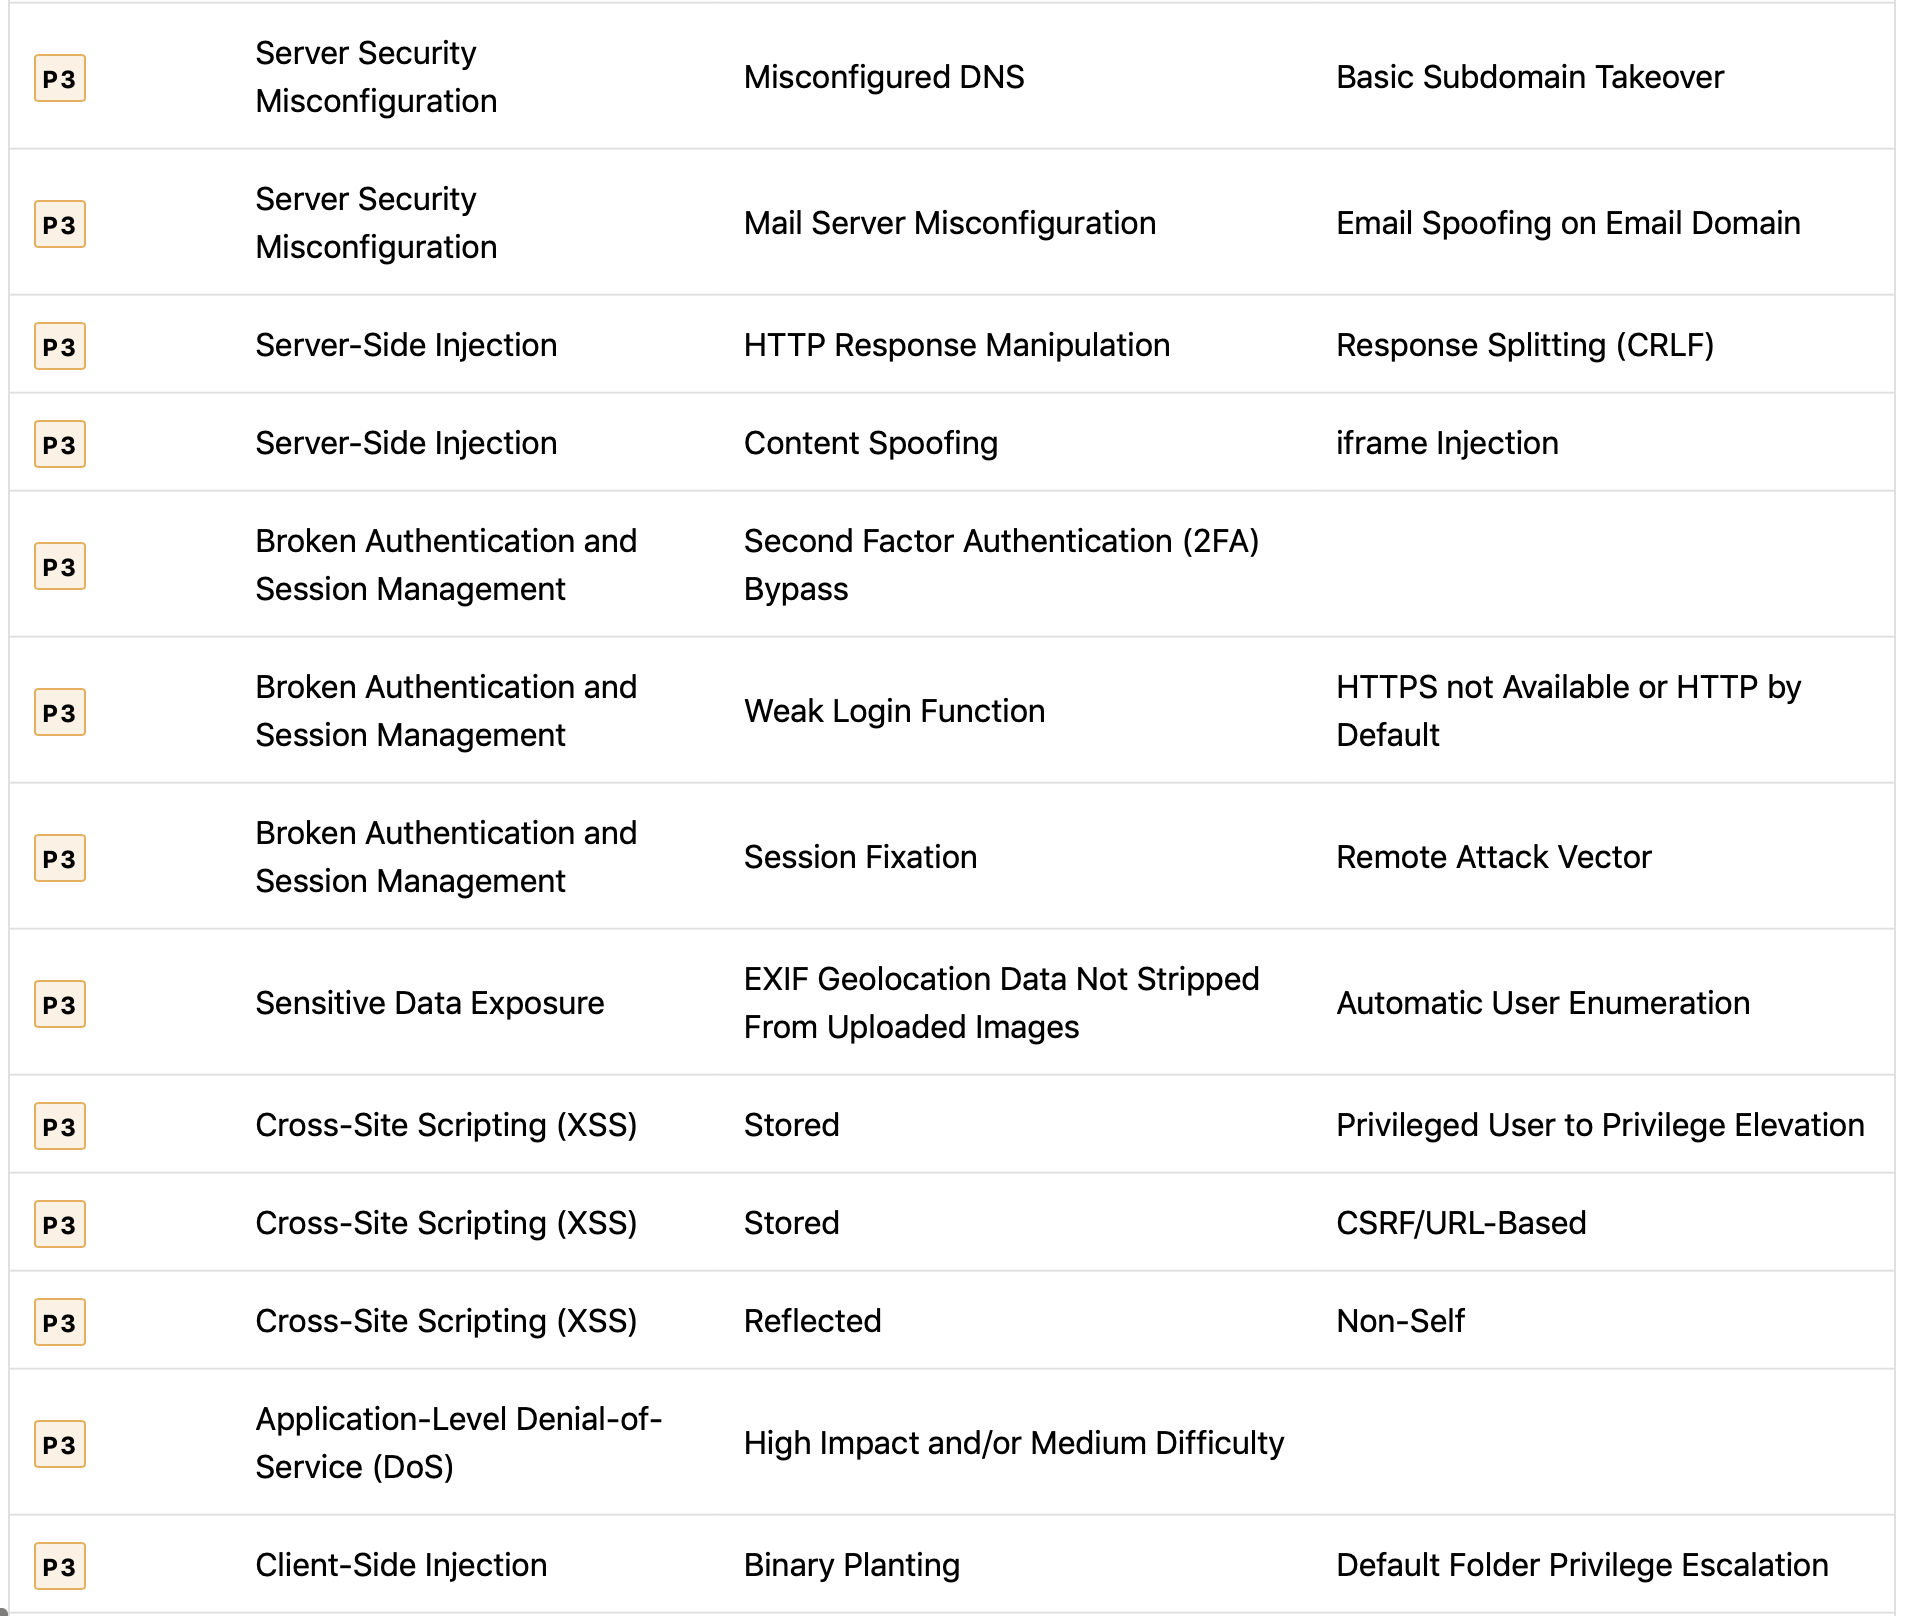 P3
Server Security
Misconfiguration
Misconfigured DNS
Basic Subdomain Takeover
P3
Server Security
Misconfiguration
Mail Server Misconfiguration
Email Spoofing on Email Domain
P3
Server-Side Injection
HTTP Response Manipulation
Response Splitting (CRLF)
P3
Server-Side Injection
Content Spoofing
iframe Injection
P3
Broken Authentication and
Session Management
Second Factor Authentication (2FA)
Bypass
P3
Broken Authentication and
Session Management
Weak Login Function
HTTPS not Available or HTTP by
Default
P3
Broken Authentication and
Session Management
Session Fixation
Remote Attack Vector
P3
Sensitive Data Exposure
EXIF Geolocation Data Not Stripped
From Uploaded Images
Automatic User Enumeration
P3
Cross-Site Scripting (XSS)
Stored
Privileged User to Privilege Elevation
P3
Cross-Site Scripting (XSS)
Stored
CSRF/URL-Based
P3
Cross-Site Scripting (XSS)
Reflected
Non-Self
P3
Application-Level Denial-of-
Service (DoS)
High Impact and/or Medium Difficulty
P3
Client-Side Injection
Binary Planting
Default Folder Privilege Escalation